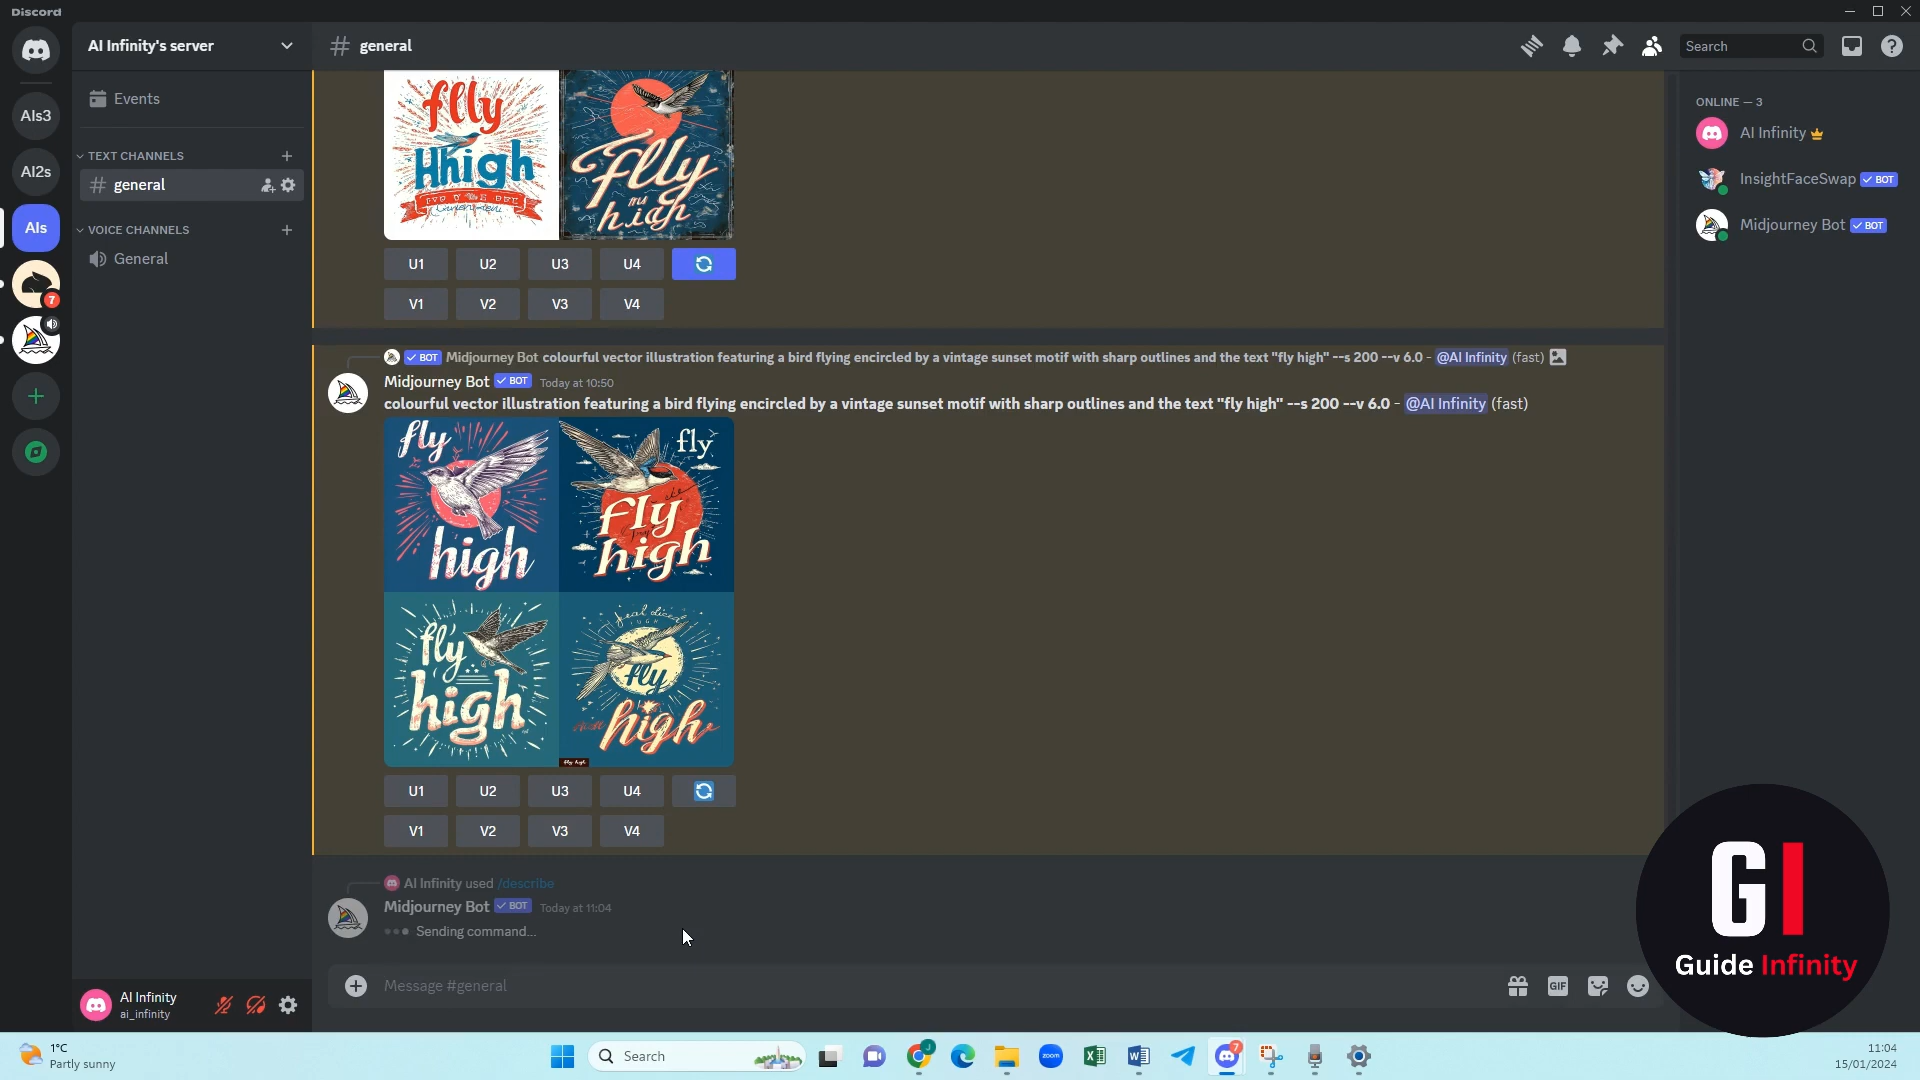 Discord
AI Infinity's server
general
Search
AIs3
AI2s
AIs
7
Events
TEXT CHANNELS
general
VOICE CHANNELS
General
ONLINE — 3
AI Infinity
InsightFaceSwap BOT
Midjourney Bot BOT
flly
Hhigh
Flly
high
U1 U2 U3 U4
V1 V2 V3 V4
BOT Midjourney Bot colourful vector illustration featuring a bird flying encircled by a vintage sunset motif with sharp outlines and the text "fly high" --s 200 --v 6.0 - @AI Infinity (fast)
Midjourney Bot BOT Today at 10:50
colourful vector illustration featuring a bird flying encircled by a vintage sunset motif with sharp outlines and the text "fly high" --s 200 --v 6.0 - @AI Infinity (fast)
fly
high
fly
fly
high
fly
high
fly
high
fly high
U1 U2 U3 U4
V1 V2 V3 V4
AI Infinity used /describe
Midjourney Bot BOT Today at 11:04
Sending command...
Message #general
GIF
AI Infinity
ai_infinity
GI
Guide Infinity
1°C
Partly sunny
Search
J
zoom
7
11:04
15/01/2024